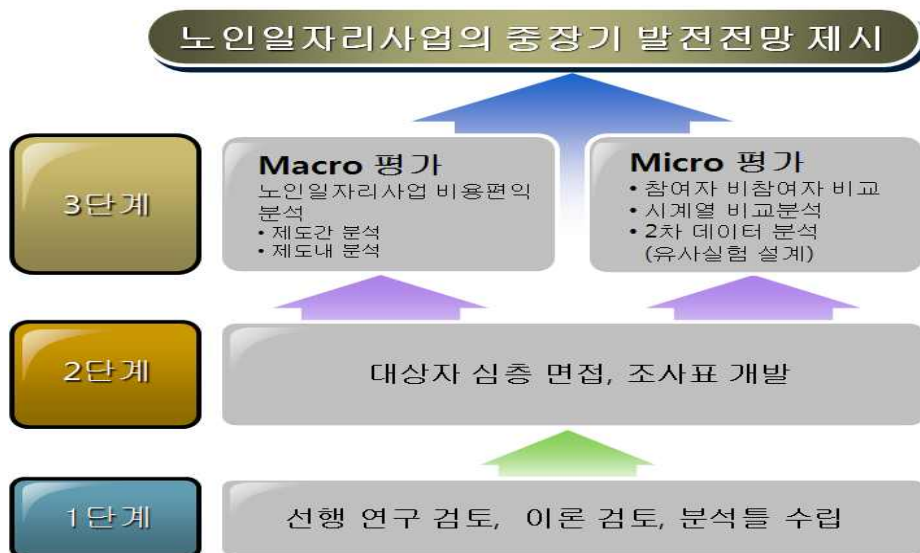 노인일자리사업의 중장기 발전전망 제시
3단계
Macro 평가
노인일자리사업 비용편익
분석
• 제도간 분석
• 제도내 분석
Micro 평가
• 참여자 비참여자 비교
• 시계열 비교분석
• 2차 데이터 분석
(유사실험 설계)
2단계
대상자 심층 면접, 조사표 개발
1단계
선행 연구 검토, 이론 검토, 분석틀 수립